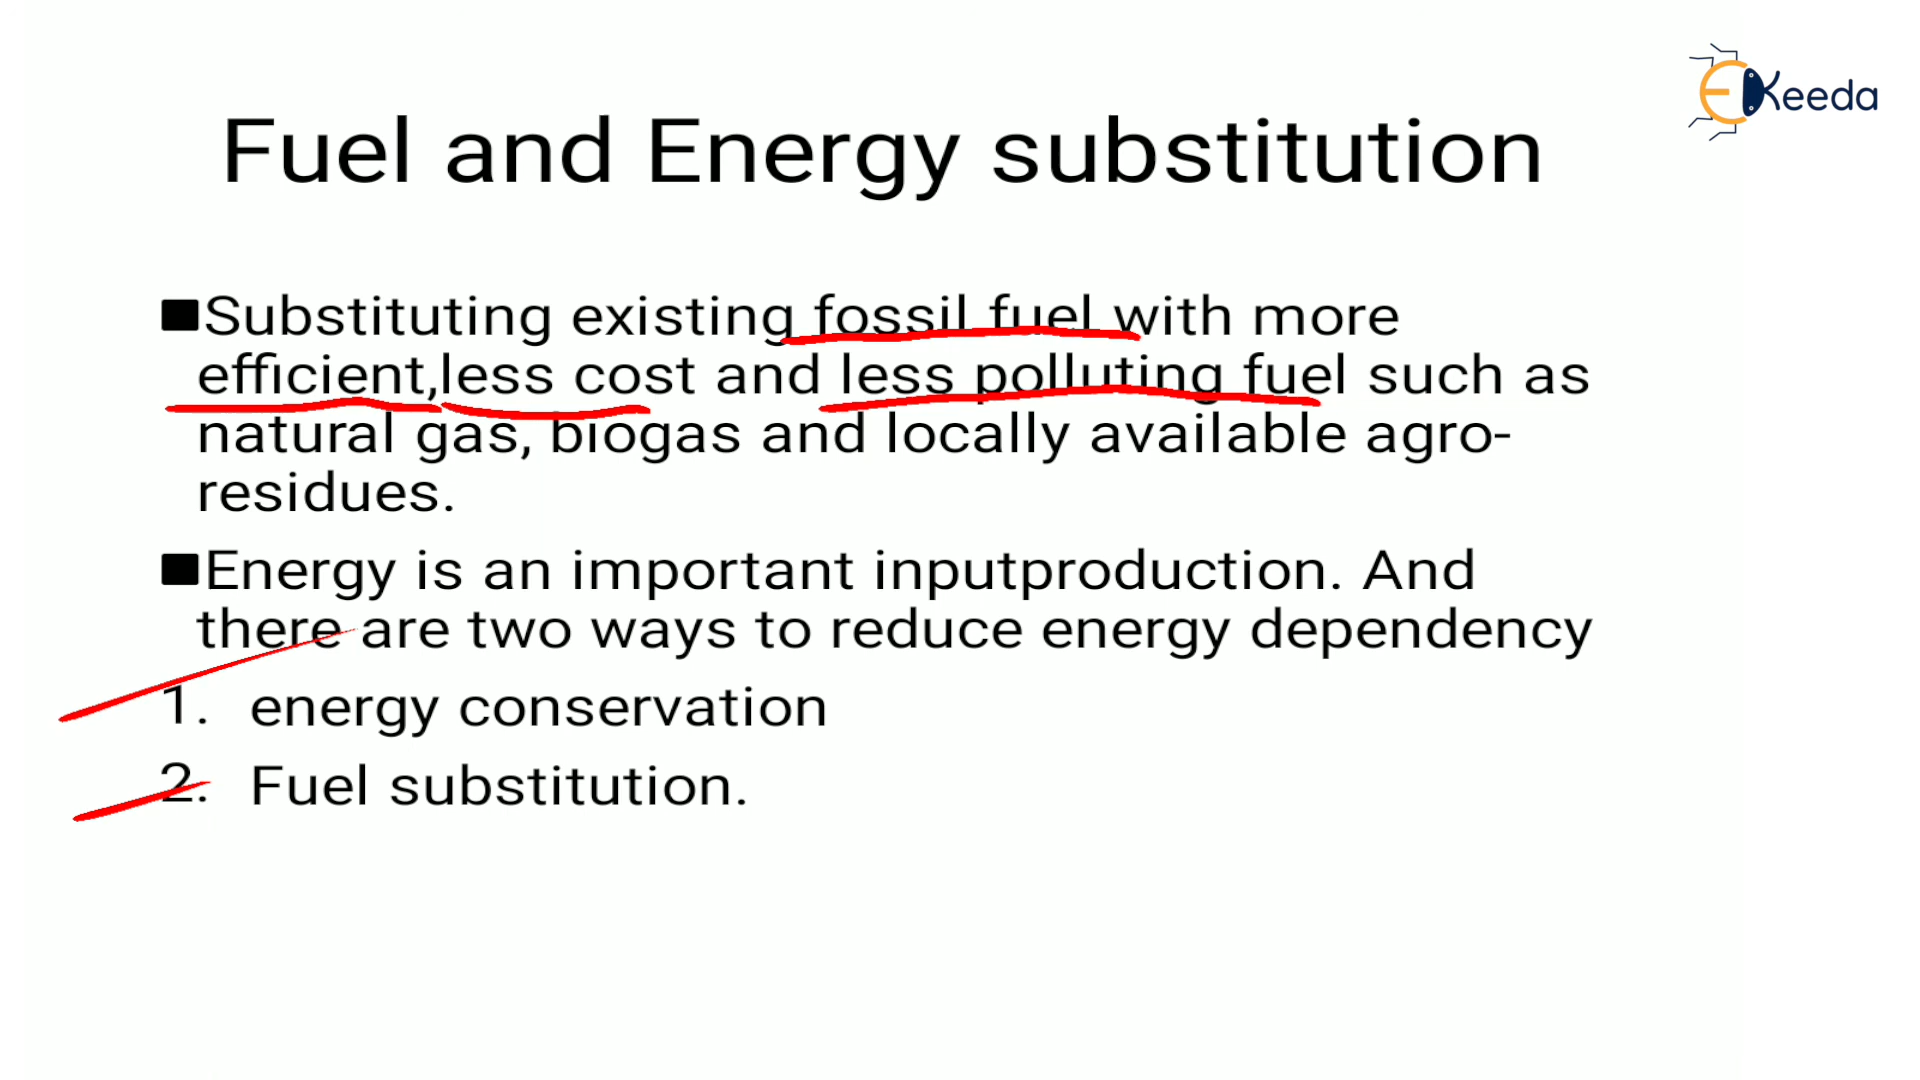 EKeeda
Fuel and Energy substitution
Substituting existing fossil fuel with more
efficient,less cost and less polluting fuel such as
natural gas, biogas and locally available agro-
residues.
Energy is an important inputproduction. And
there are two ways to reduce energy dependency
1. energy conservation
2. Fuel substitution.